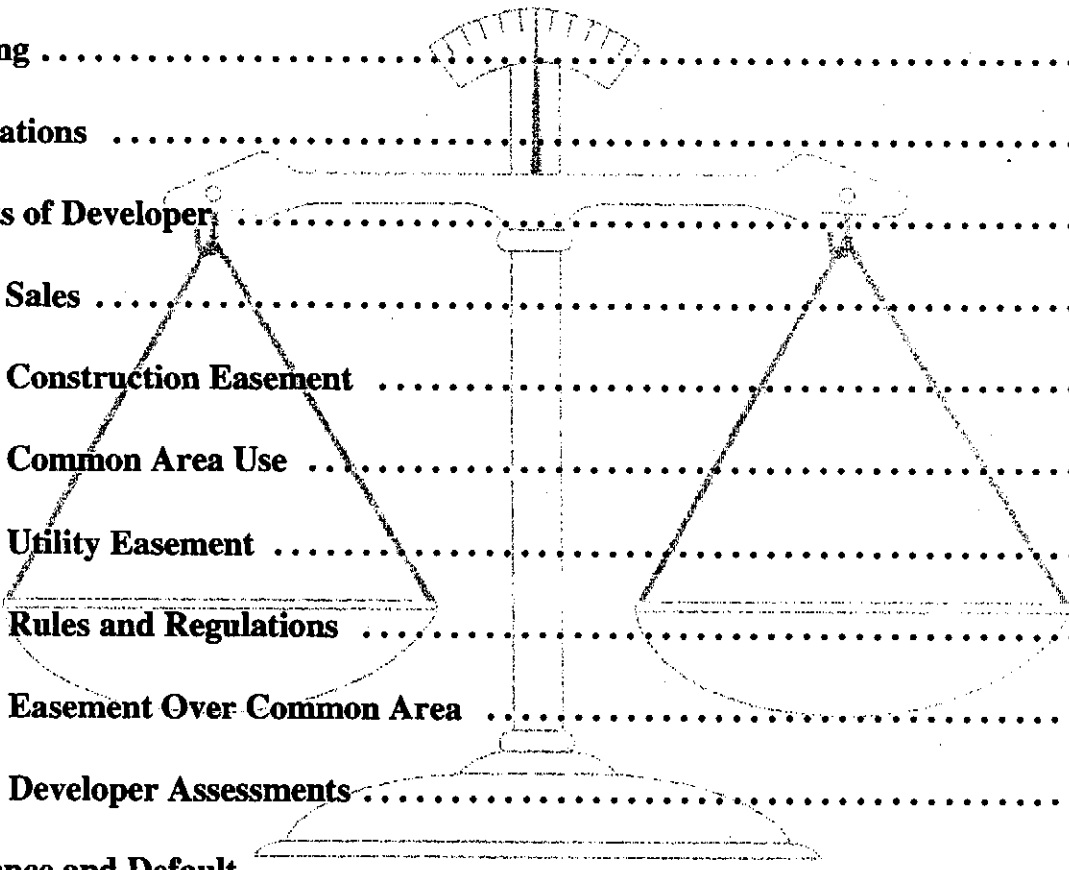 ng ........................................................
ations ........................................................
s of Developer ........................................................
Sales ........................................................
Construction Easement ........................................................
Common Area Use ........................................................
Utility Easement ........................................................
Rules and Regulations ........................................................
Easement Over Common Area ........................................................
Developer Assessments ........................................................
ance and Default